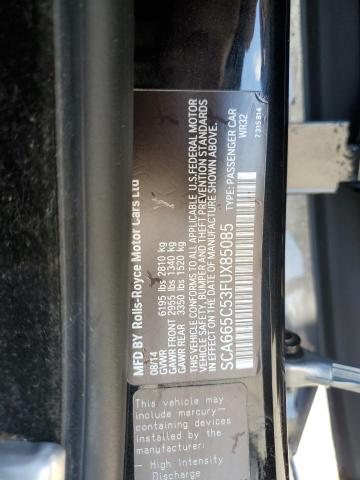 MFD BY Rolls-Royce Motor Cars Ltd
08/14
GVWR 6195 lbs 2810 kg
GAWR FRONT 2955 lbs 1340 kg
GAWR REAR 3350 lbs 1520 kg
THIS VEHICLE CONFORMS TO ALL APPLICABLE U.S.FEDERAL MOTOR
VEHICLE SAFETY, BUMPER AND THEFT PREVENTION STANDARDS
IN EFFECT ON THE DATE OF MANUFACTURE SHOWN ABOVE.
SCA665C53FUX85085
TYPE: PASSENGER CAR
WR32
7 315 814
This vehicle may
include mercury-
containing devices
installed by the
manufacturer:
- High Intensity
Discharge